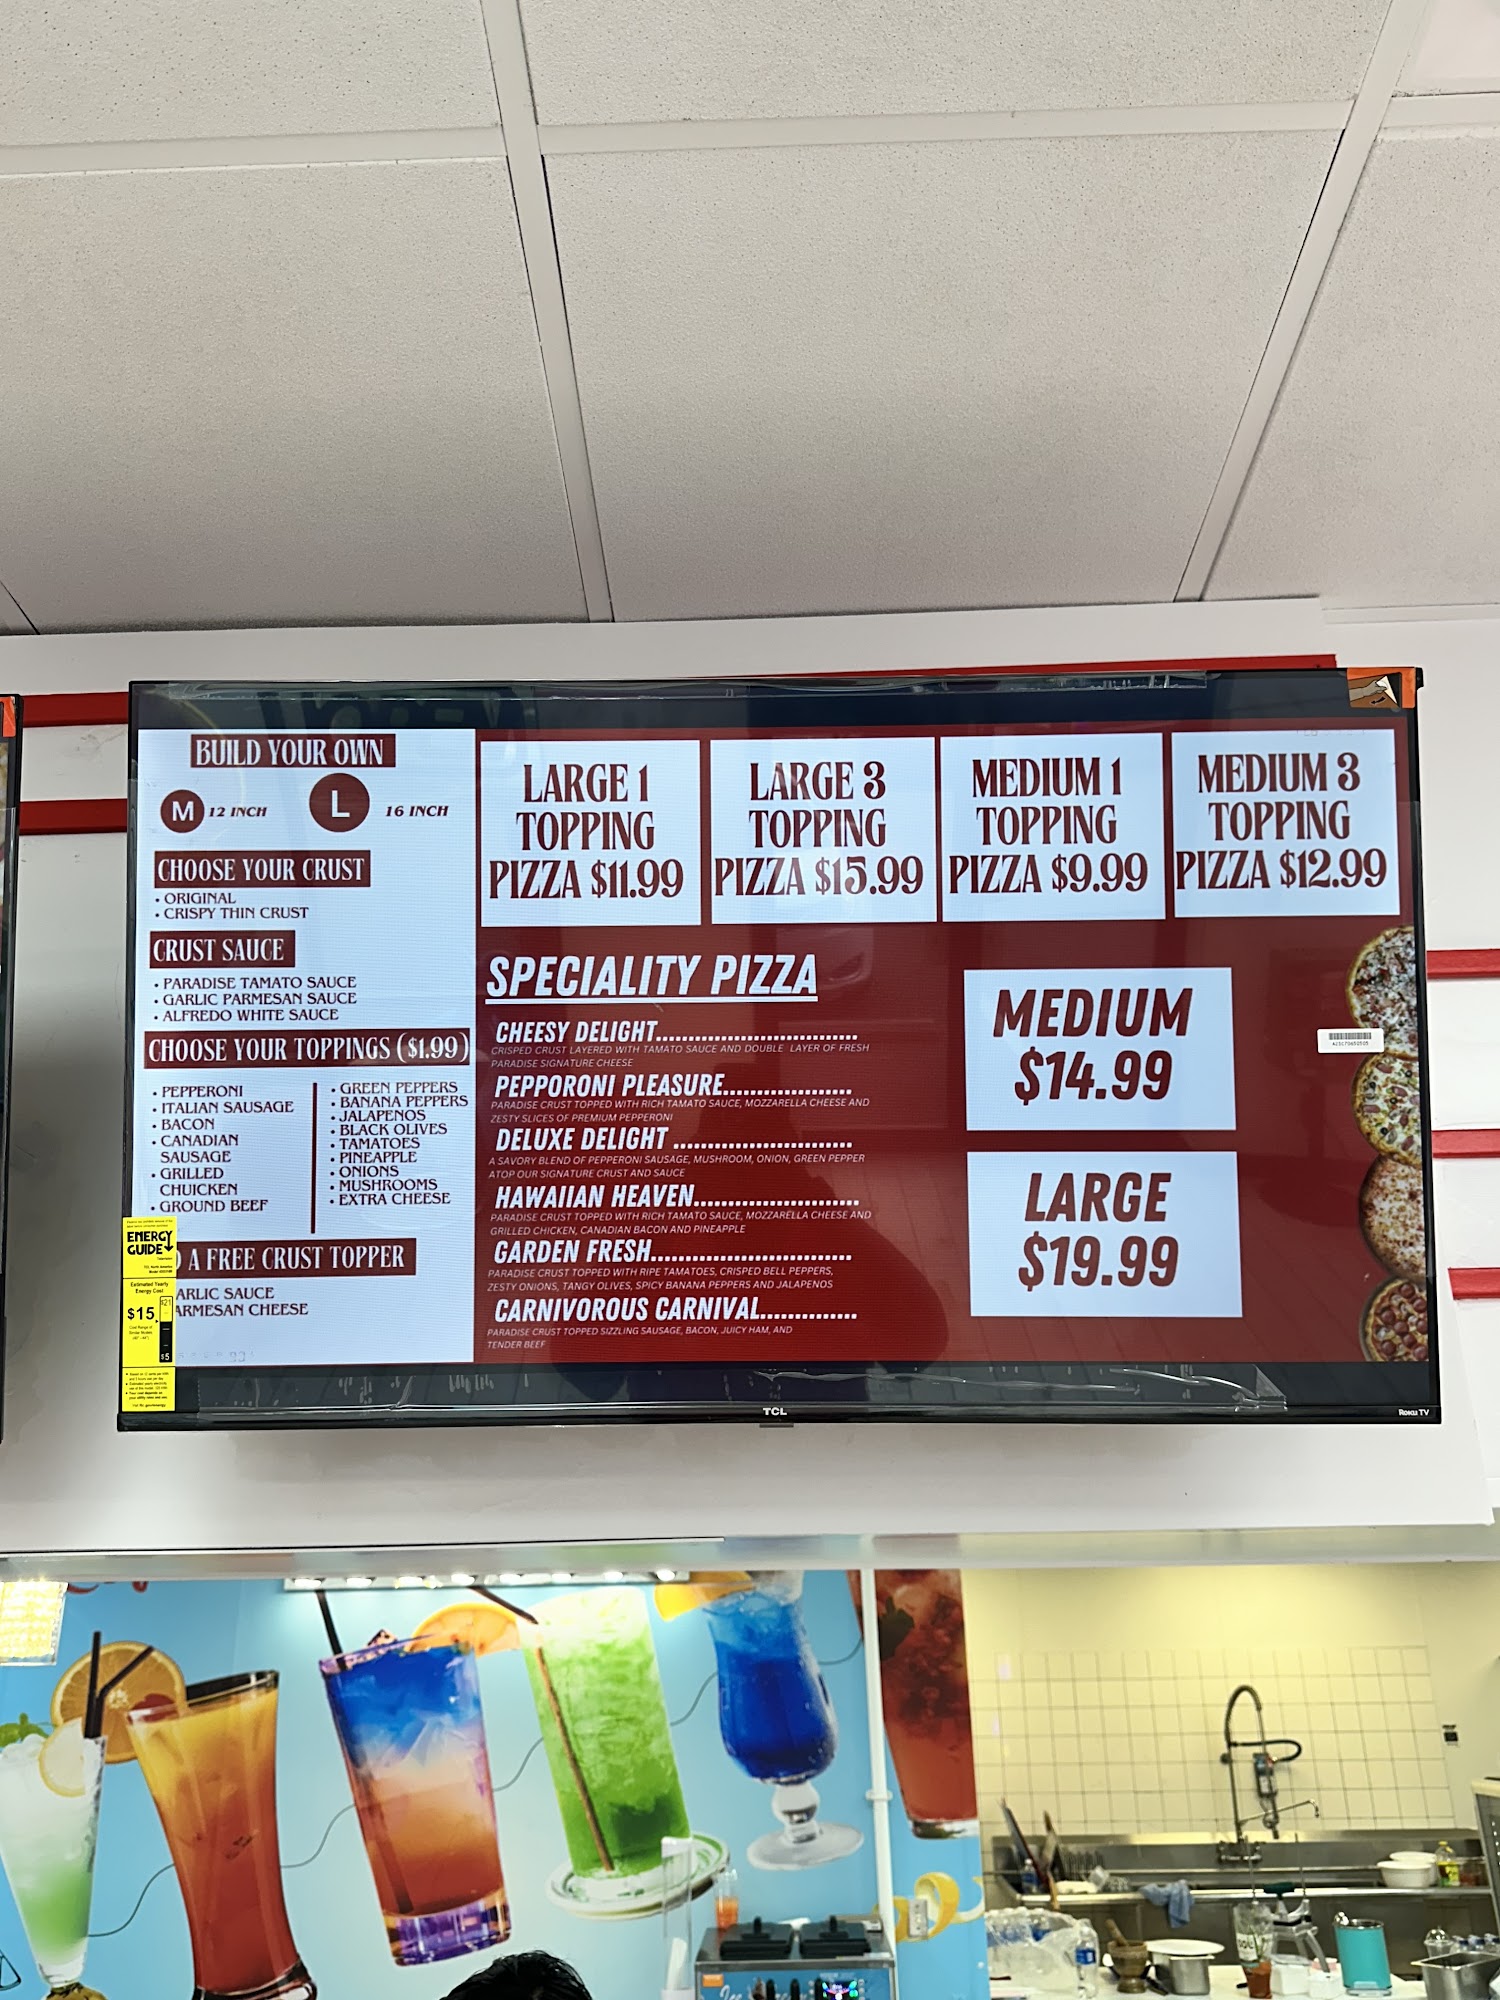 BUILD YOUR OWN
M 12 INCH L 16 INCH
CHOOSE YOUR CRUST
• ORIGINAL
• CRISPY THIN CRUST
CRUST SAUCE
• PARADISE TAMATO SAUCE
• GARLIC PARMESAN SAUCE
• ALFREDO WHITE SAUCE
CHOOSE YOUR TOPPINGS ($1.99)
• PEPPERONI
• ITALIAN SAUSAGE
• BACON
• CANADIAN
SAUSAGE
• GRILLED
CHUICKEN
• GROUND BEEF
• GREEN PEPPERS
• BANANA PEPPERS
• JALAPENOS
• BLACK OLIVES
• TAMATOES
• PINEAPPLE
• ONIONS
• MUSHROOMS
• EXTRA CHEESE
A FREE CRUST TOPPER
ARLIC SAUCE
ARMESAN CHEESE
ENERGY
GUIDE
Estimated Yearly
Energy Cost
$15
$21
$5
LARGE 1
TOPPING
PIZZA $11.99
LARGE 3
TOPPING
PIZZA $15.99
MEDIUM 1
TOPPING
PIZZA $9.99
MEDIUM 3
TOPPING
PIZZA $12.99
SPECIALITY PIZZA
CHEESY DELIGHT
CRISPED CRUST LAYERED WITH TAMATO SAUCE AND DOUBLE LAYER OF FRESH
PARADISE SIGNATURE CHEESE
PEPPORONI PLEASURE
PARADISE CRUST TOPPED WITH RICH TAMATO SAUCE, MOZZARELLA CHEESE AND
ZESTY SLICES OF PREMIUM PEPPERONI
DELUXE DELIGHT
A SAVORY BLEND OF PEPPERONI SAUSAGE, MUSHROOM, ONION, GREEN PEPPER
ATOP OUR SIGNATURE CRUST AND SAUCE
HAWAIIAN HEAVEN
PARADISE CRUST TOPPED WITH RICH TAMATO SAUCE, MOZZARELLA CHEESE AND
GRILLED CHICKEN, CANADIAN BACON AND PINEAPPLE
GARDEN FRESH
PARADISE CRUST TOPPED WITH RIPE TAMATOES, CRISPED BELL PEPPERS,
ZESTY ONIONS, TANGY OLIVES, SPICY BANANA PEPPERS AND JALAPENOS
CARNIVOROUS CARNIVAL
PARADISE CRUST TOPPED SIZZLING SAUSAGE, BACON, JUICY HAM, AND
TENDER BEEF
MEDIUM
$14.99
LARGE
$19.99
TCL
Roku TV